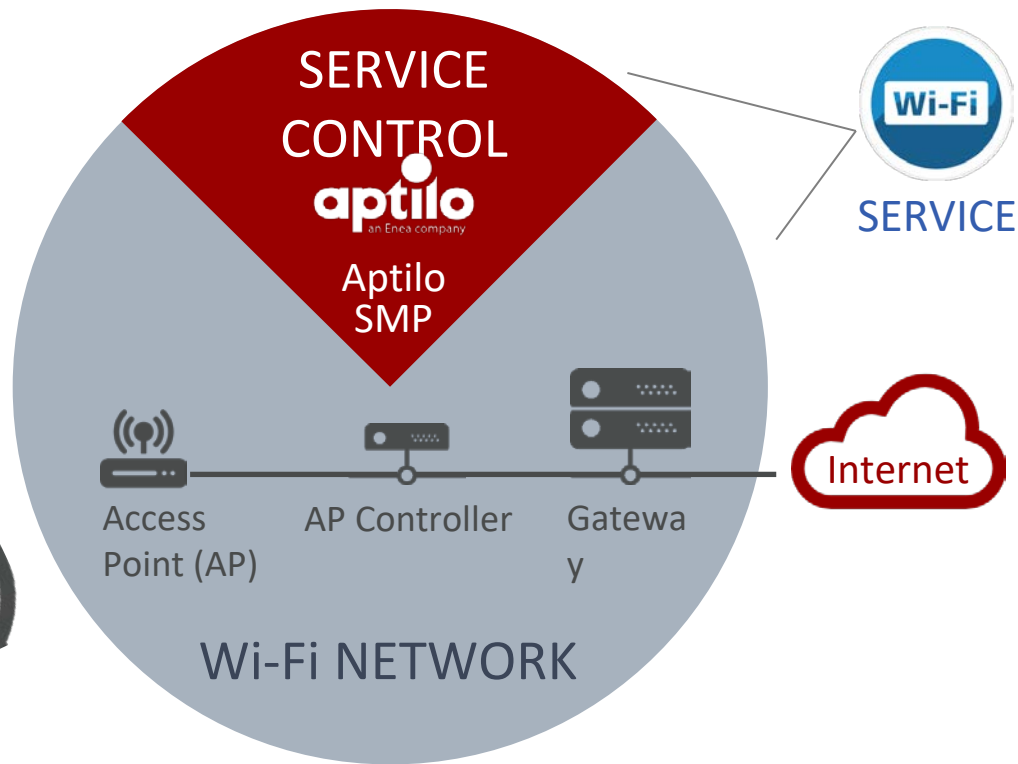 SERVICE
CONTROL
aptilo
an Enea company
Aptilo
SMP
Wi-Fi
SERVICE
Internet
Access
Point (AP)
AP Controller
Gatewa
y
Wi-Fi NETWORK